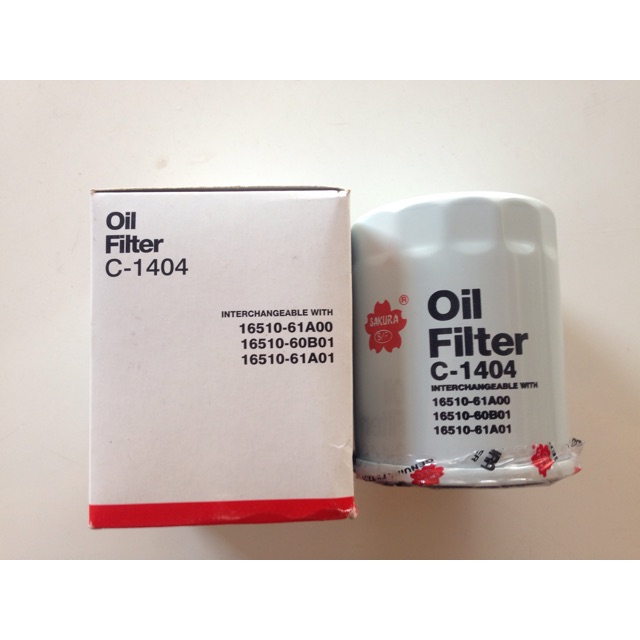 Oil
Filter
C-1404
INTERCHANGEABLE WITH
16510-61A00
16510-60B01
16510-61A01
SAKURA
®
Oil
Filter
C-1404
INTERCHANGEABLE WITH
16510-61A00
16510-60B01
16510-61A01